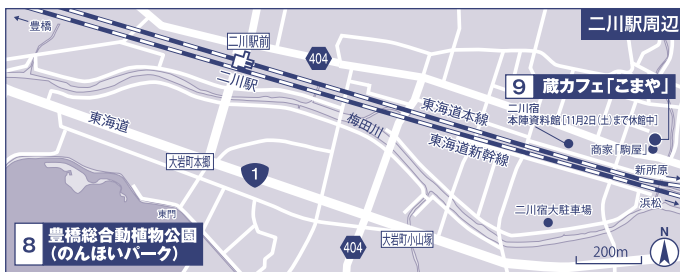 二川駅周辺
豊橋
二川駅前
404
二川駅
9 蔵カフェ「こまや」
二川宿
本陣資料館[11月2日(土)まで休館中]
商家「駒屋」
東海道本線
東海道新幹線
梅田川
東海道
大岩町本郷
1
新所原
浜松
東門
二川宿大駐車場
大岩町小山塚
404
8 豊橋総合動植物公園
(のんほいパーク)
200m
N